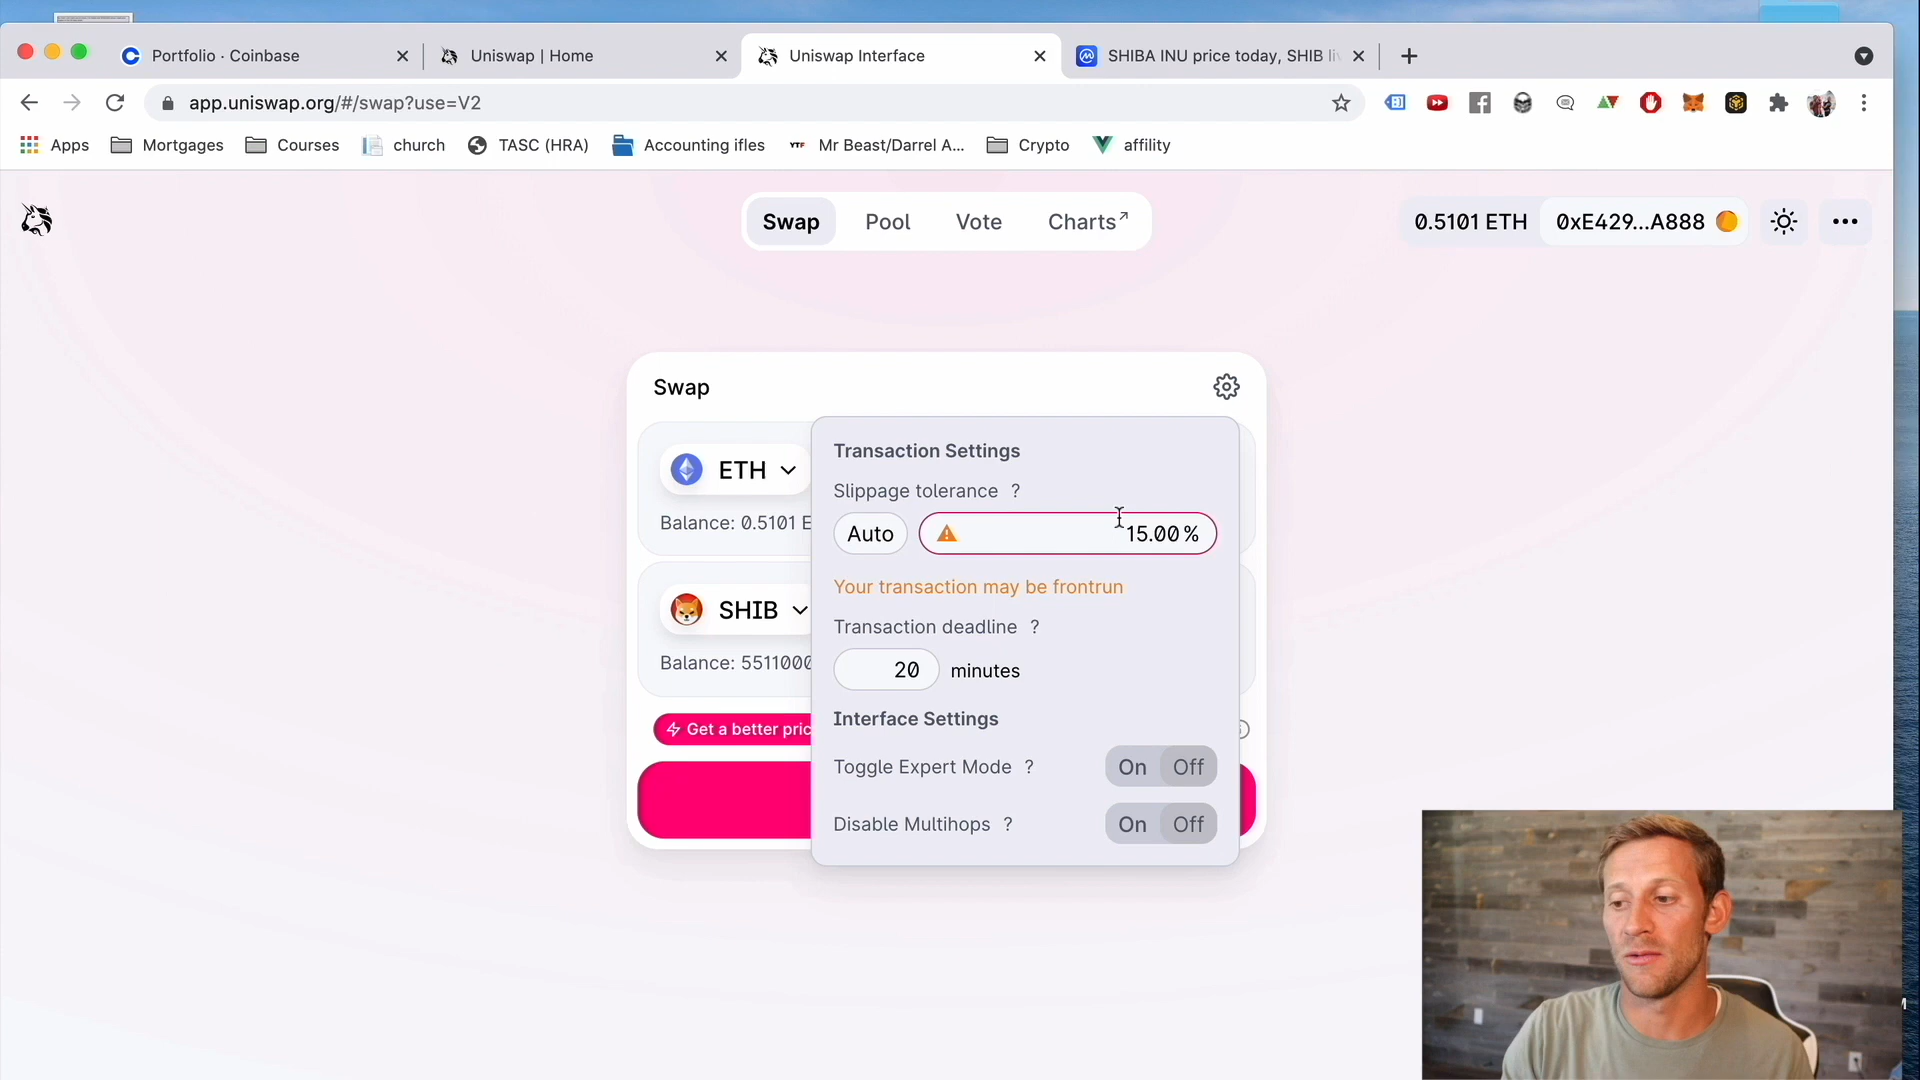 Portfolio · Coinbase
Uniswap | Home
Uniswap Interface
SHIBA INU price today, SHIB li
app.uniswap.org/#/swap?use=V2
Apps
Mortgages
Courses
church
TASC (HRA)
Accounting ifles
YTF
Mr Beast/Darrel A...
Crypto
affility
Swap
Pool
Vote
Charts↗
0.5101 ETH
0xE429...A888
Swap
Transaction Settings
ETH
Slippage tolerance ?
Balance: 0.5101 E
Auto
15.00%
Your transaction may be frontrun
SHIB
Transaction deadline ?
Balance: 5511000
20 minutes
Interface Settings
Get a better pric
Toggle Expert Mode ?
On Off
Disable Multihops ?
On Off